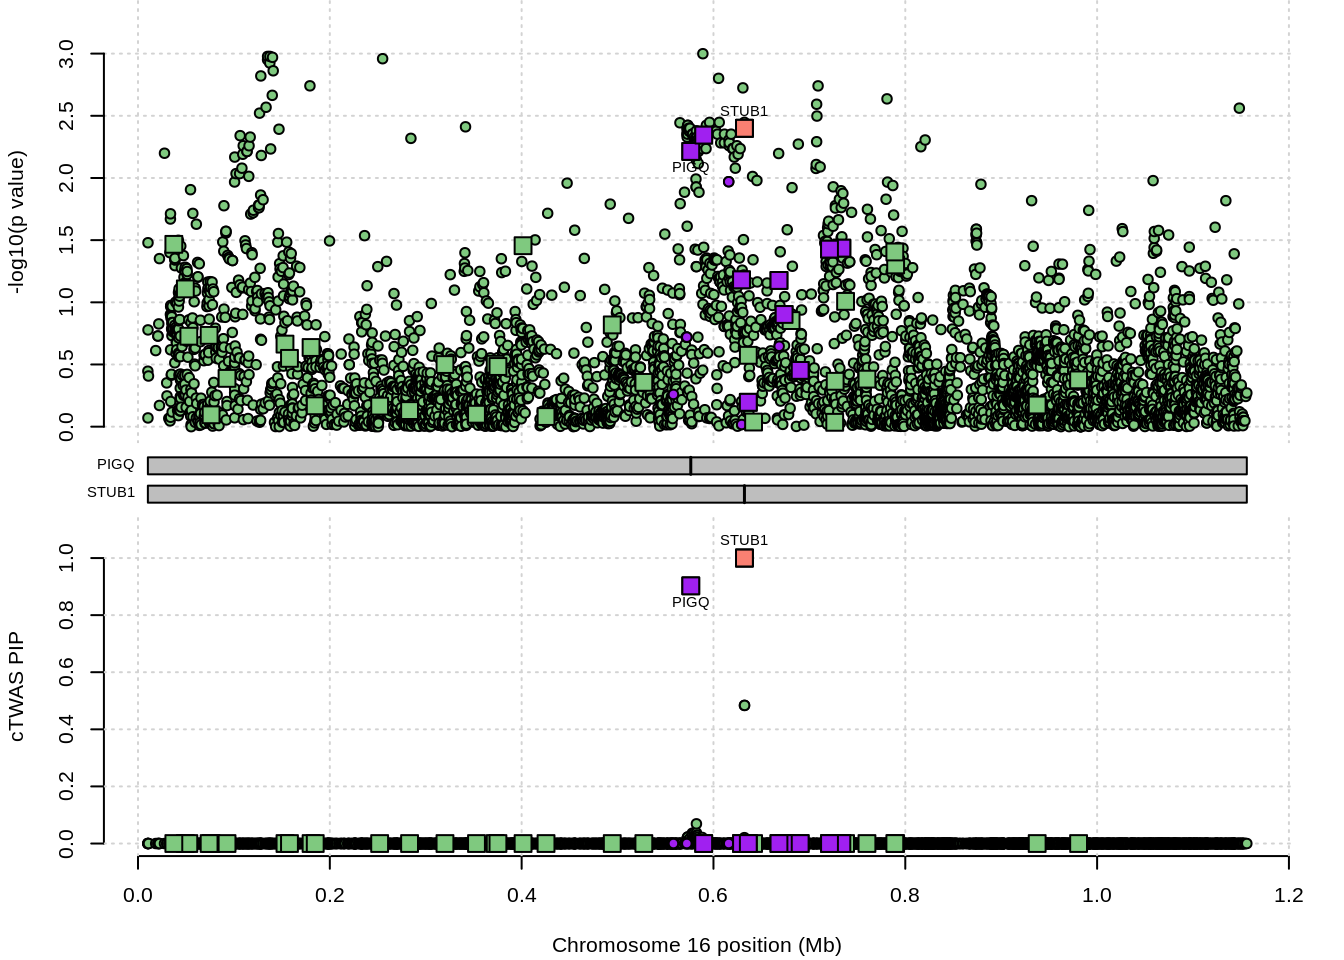 -log10(p value)
3.0
2.5
2.0
1.5
1.0
0.5
0.0
STUB1
PIGQ
PIGQ
STUB1
cTWAS PIP
1.0
0.8
0.6
0.4
0.2
0.0
STUB1
PIGQ
0.0 0.2 0.4 0.6 0.8 1.0 1.2
Chromosome 16 position (Mb)